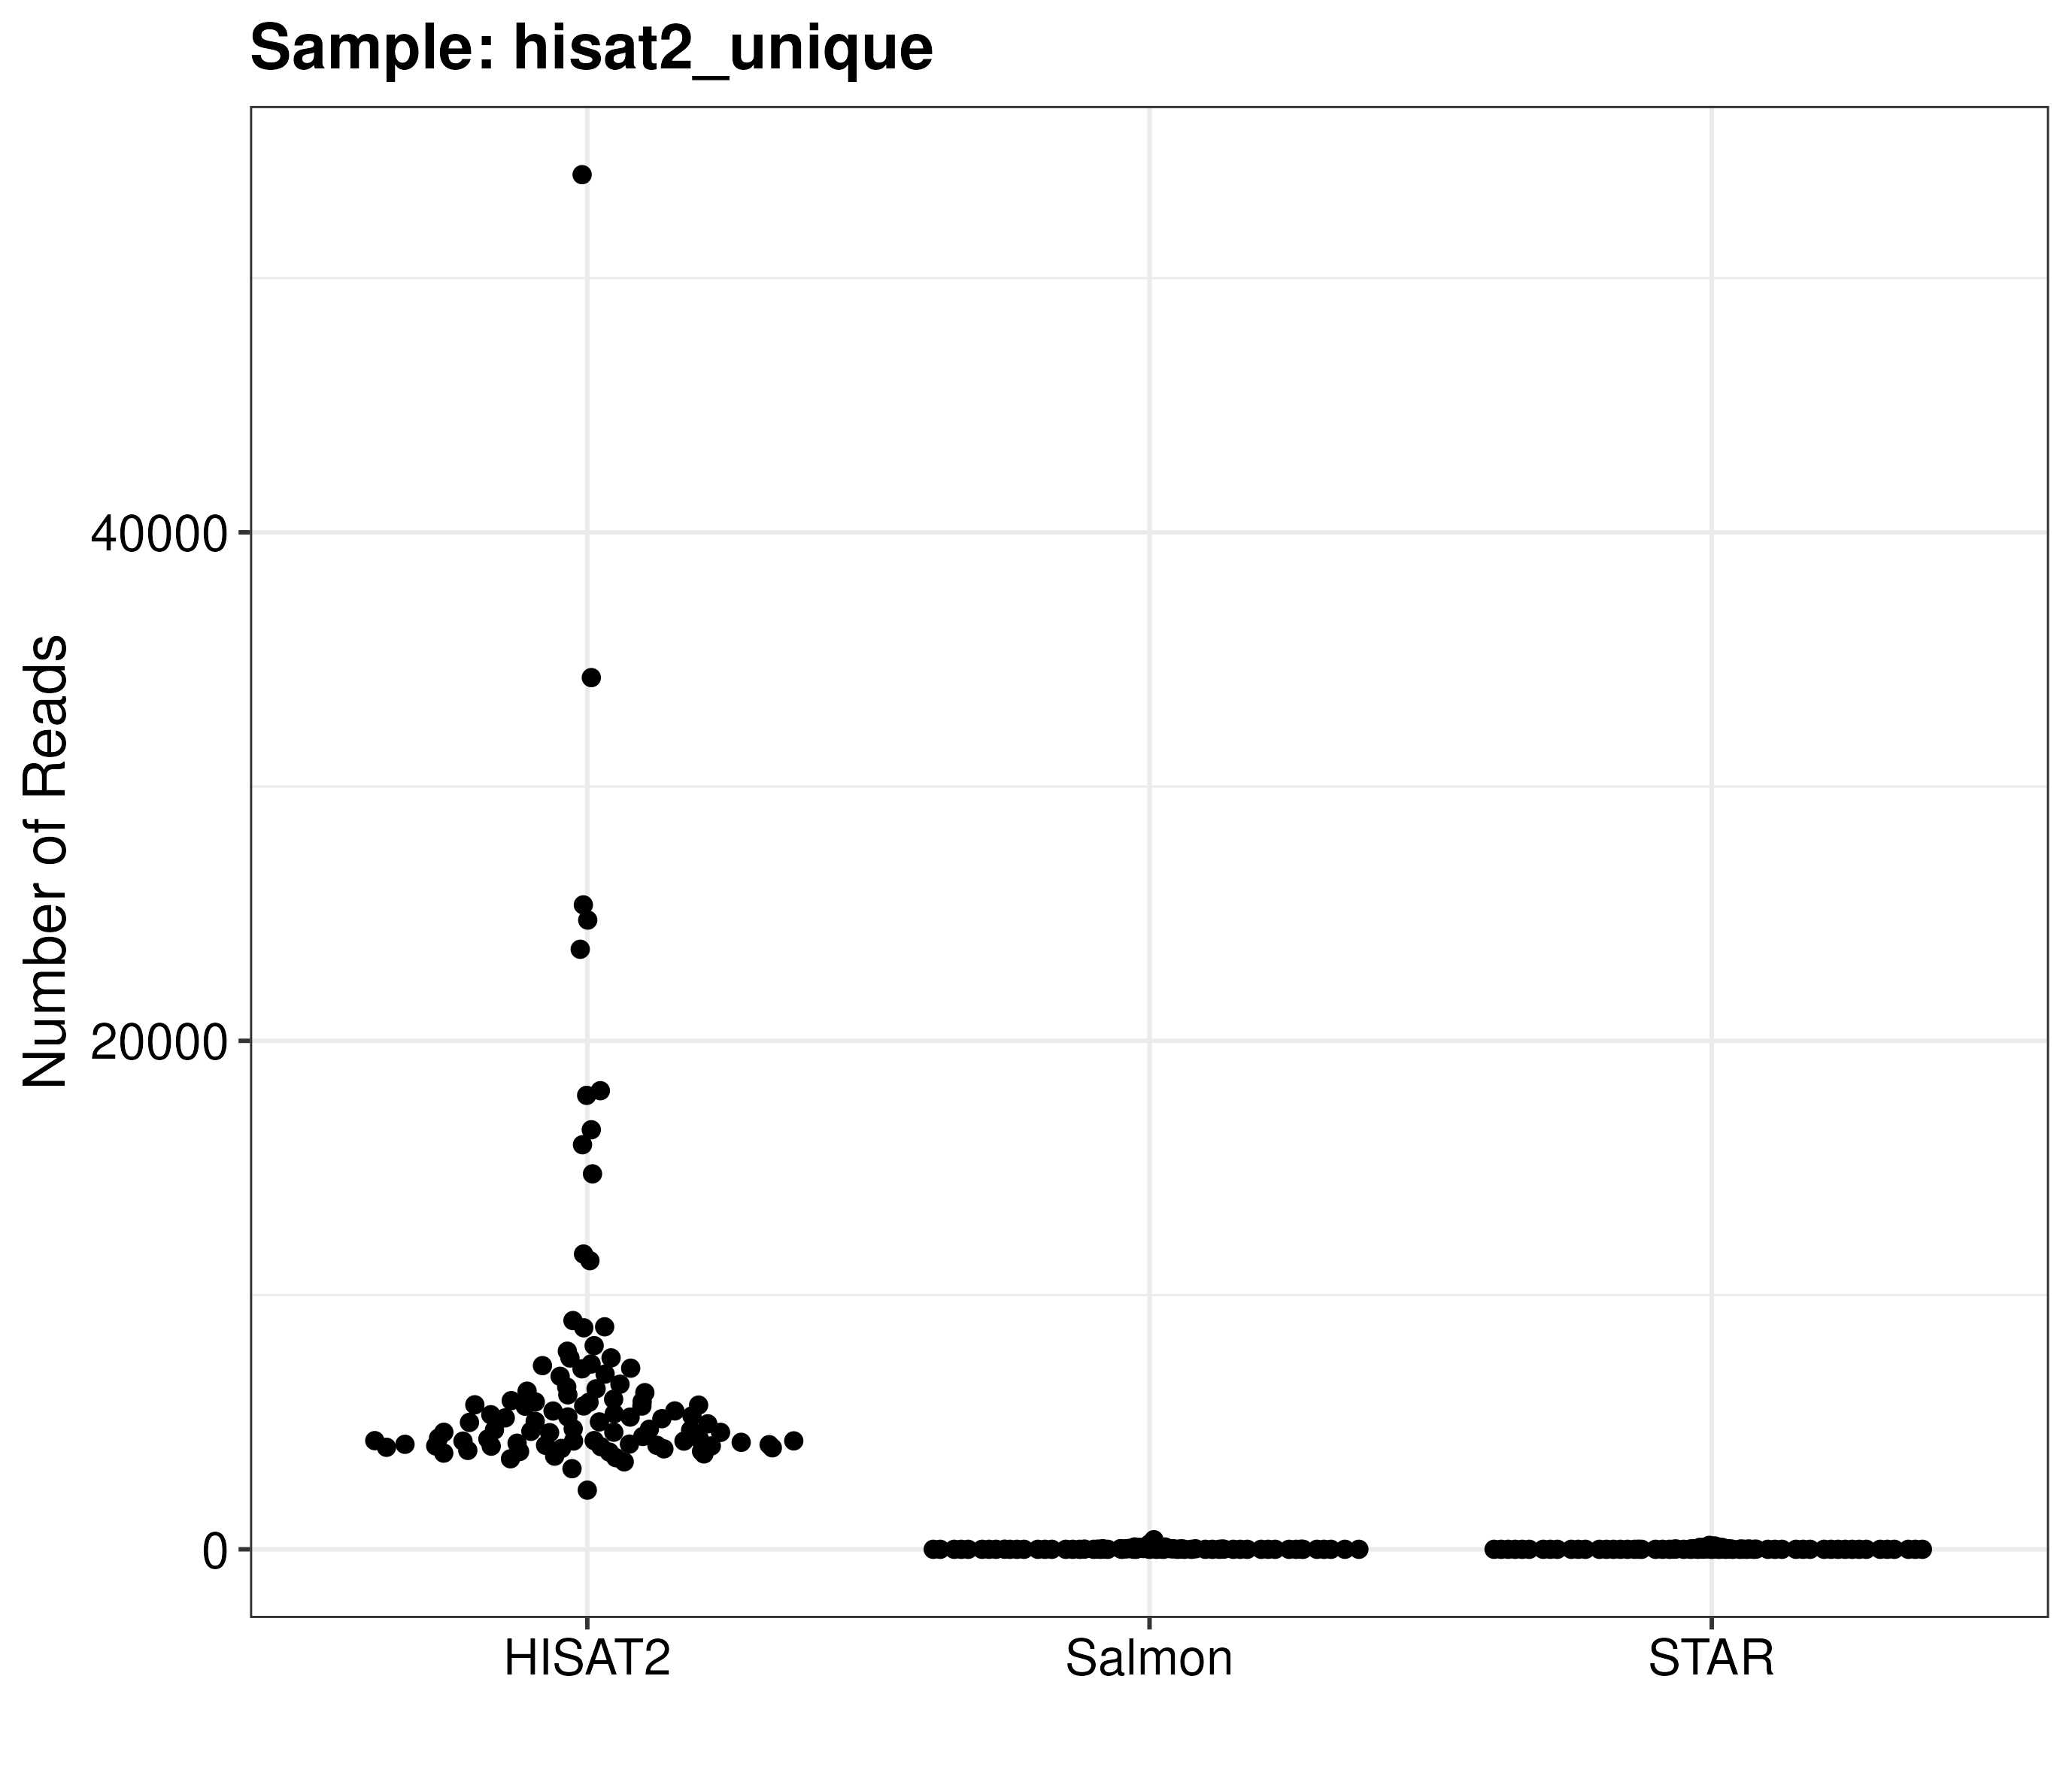 Sample: hisat2_unique
Number of Reads
40000
20000
0
HISAT2 Salmon STAR